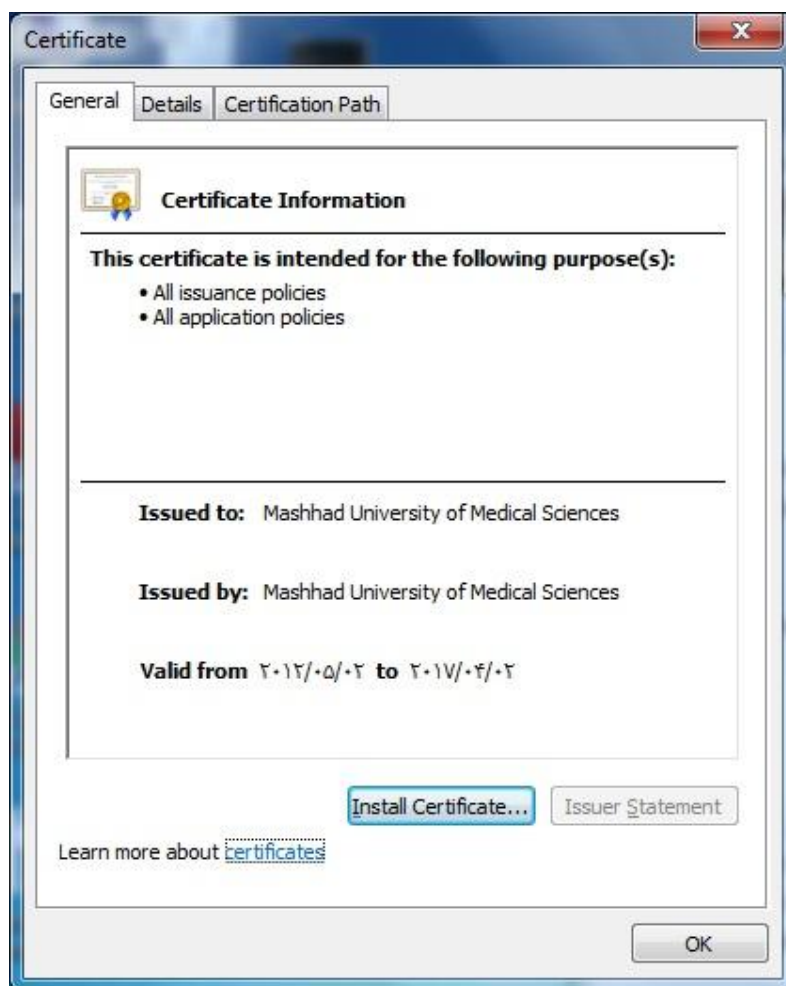 Certificate
General Details Certification Path
Certificate Information
This certificate is intended for the following purpose(s):
• All issuance policies
• All application policies
Issued to: Mashhad University of Medical Sciences
Issued by: Mashhad University of Medical Sciences
Valid from ۲۰۱۲/۰۵/۰۲ to ۲۰۱۷/۰۴/۰۲
Install Certificate... Issuer Statement
Learn more about certificates
OK